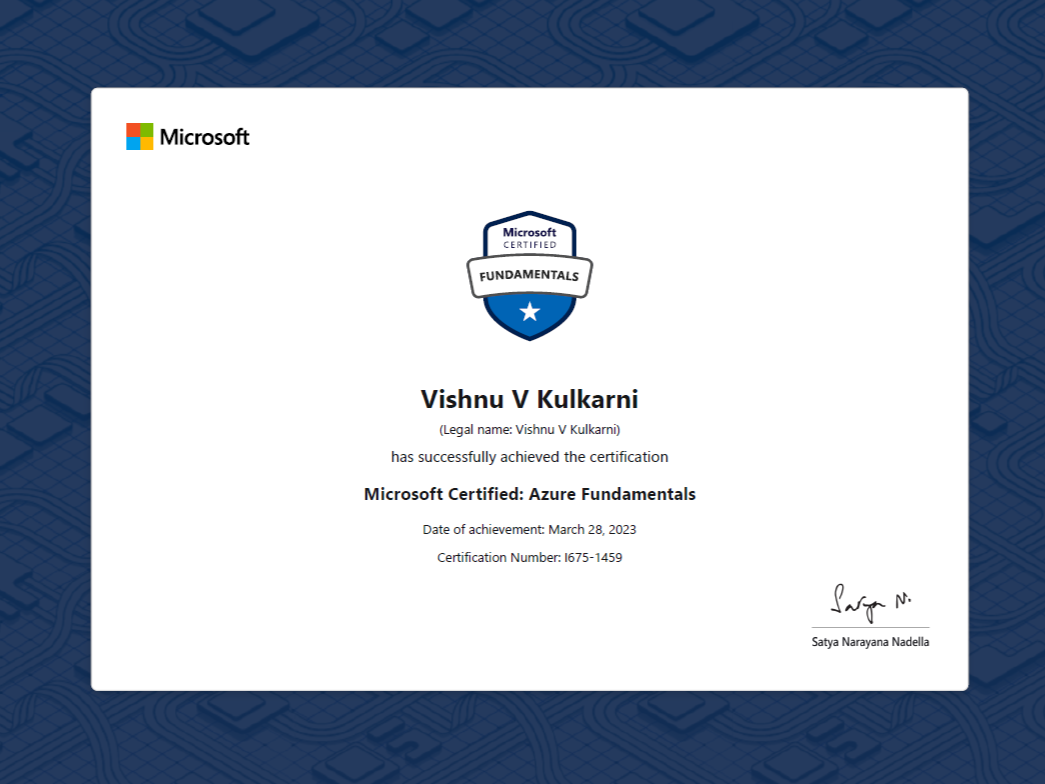 Microsoft
Microsoft
CERTIFIED
FUNDAMENTALS
Vishnu V Kulkarni
(Legal name: Vishnu V Kulkarni)
has successfully achieved the certification
Microsoft Certified: Azure Fundamentals
Date of achievement: March 28, 2023
Certification Number: I675-1459
Satya N.
Satya Narayana Nadella